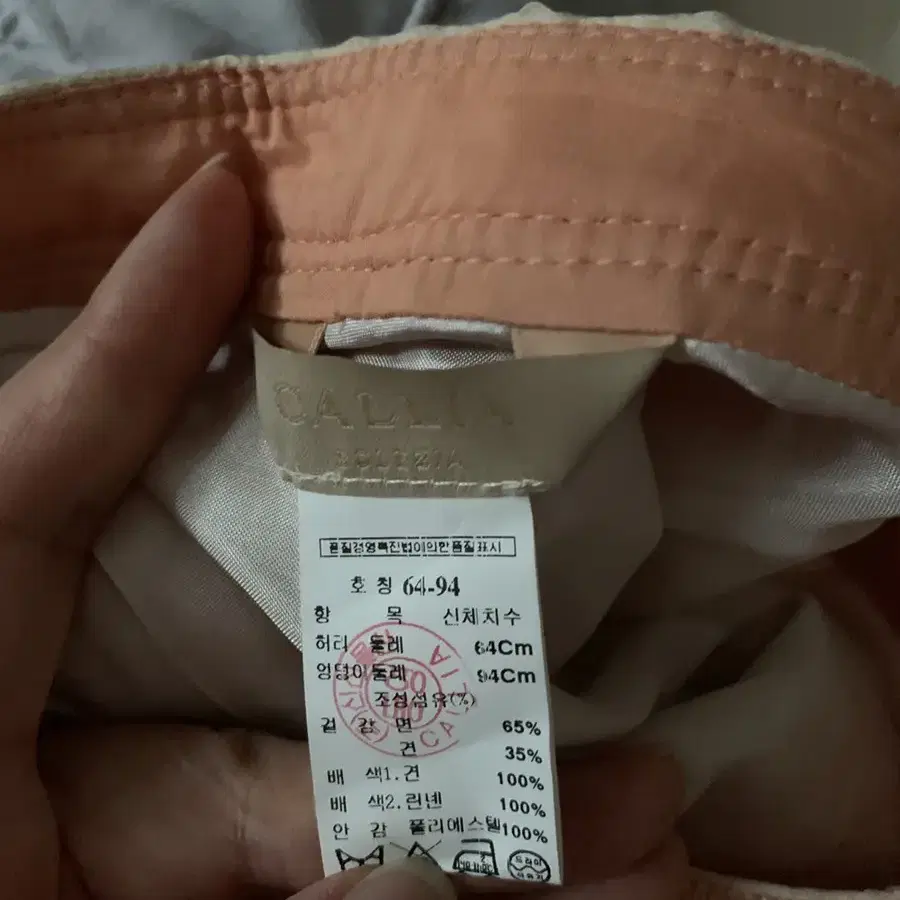 CALLIA
품질경영촉진법에의한품질표시
호 칭 64-94
항 목 신체치수
허리 둘레 64Cm
엉덩이둘레 94Cm
조성섬유(%)
겉 감 면 65%
견 35%
배 색1.견 100%
배 색2.린넨 100%
안 감 폴리에스텔100%
드라이